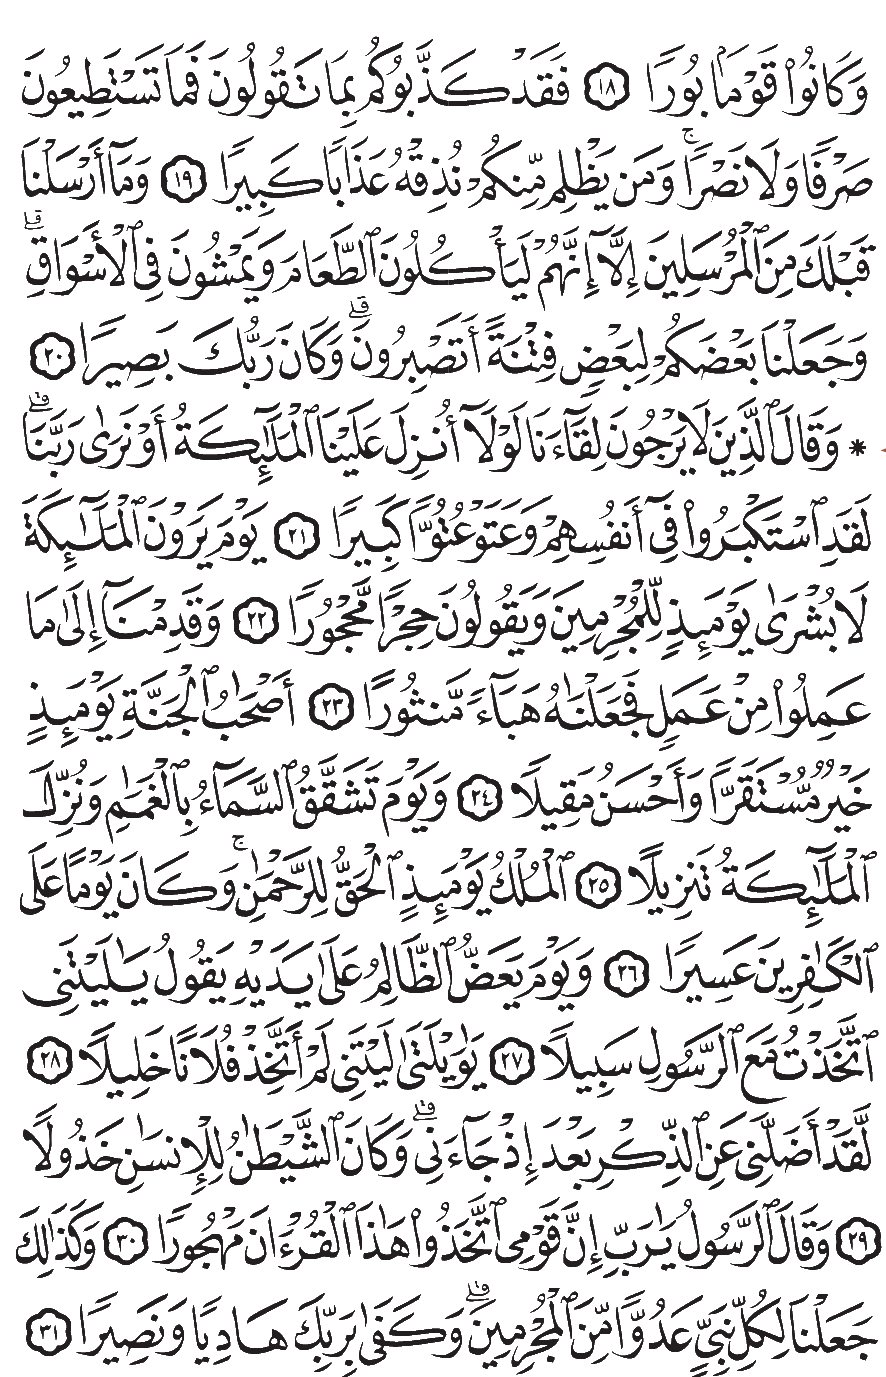 وَكَانُوا۟ قَوْمًۢا بُورًا ١٨ فَقَدْ كَذَّبُوكُم بِمَا تَقُولُونَ فَمَا تَسْتَطِيعُونَ
صَرْفًا وَلَا نَصْرًا ۚ وَمَن يَظْلِم مِّنكُمْ نُذِقْهُ عَذَابًا كَبِيرًا ١٩ وَمَآ أَرْسَلْنَا
قَبْلَكَ مِنَ ٱلْمُرْسَلِينَ إِلَّآ إِنَّهُمْ لَيَأْكُلُونَ ٱلطَّعَامَ وَيَمْشُونَ فِى ٱلْأَسْوَاقِ ۗ
وَجَعَلْنَا بَعْضَكُمْ لِبَعْضٍ فِتْنَةً أَتَصْبِرُونَ ۗ وَكَانَ رَبُّكَ بَصِيرًا ٢٠
* وَقَالَ ٱلَّذِينَ لَا يَرْجُونَ لِقَآءَنَا لَوْلَآ أُنزِلَ عَلَيْنَا ٱلْمَلَـٰٓئِكَةُ أَوْ نَرَىٰ رَبَّنَا ۗ
لَقَدِ ٱسْتَكْبَرُوا۟ فِىٓ أَنفُسِهِمْ وَعَتَوْ عُتُوًّا كَبِيرًا ٢١ يَوْمَ يَرَوْنَ ٱلْمَلَـٰٓئِكَةَ
لَا بُشْرَىٰ يَوْمَئِذٍ لِّلْمُجْرِمِينَ وَيَقُولُونَ حِجْرًا مَّحْجُورًا ٢٢ وَقَدِمْنَآ إِلَىٰ مَا
عَمِلُوا۟ مِنْ عَمَلٍ فَجَعَلْنَـٰهُ هَبَآءً مَّنثُورًا ٢٣ أَصْحَـٰبُ ٱلْجَنَّةِ يَوْمَئِذٍ
خَيْرٌ مُّسْتَقَرًّا وَأَحْسَنُ مَقِيلًا ٢٤ وَيَوْمَ تَشَقَّقُ ٱلسَّمَآءُ بِٱلْغَمَـٰمِ وَنُزِّلَ
ٱلْمَلَـٰٓئِكَةُ تَنزِيلًا ٢٥ ٱلْمُلْكُ يَوْمَئِذٍ ٱلْحَقُّ لِلرَّحْمَـٰنِ ۚ وَكَانَ يَوْمًا عَلَى
ٱلْكَـٰفِرِينَ عَسِيرًا ٢٦ وَيَوْمَ يَعَضُّ ٱلظَّالِمُ عَلَىٰ يَدَيْهِ يَقُولُ يَـٰلَيْتَنِى
ٱتَّخَذْتُ مَعَ ٱلرَّسُولِ سَبِيلًا ٢٧ يَـٰوَيْلَتَىٰ لَيْتَنِى لَمْ أَتَّخِذْ فُلَانًا خَلِيلًا ٢٨
لَّقَدْ أَضَلَّنِى عَنِ ٱلذِّكْرِ بَعْدَ إِذْ جَآءَنِى ۗ وَكَانَ ٱلشَّيْطَـٰنُ لِلْإِنسَـٰنِ خَذُولًا
٢٩ وَقَالَ ٱلرَّسُولُ يَـٰرَبِّ إِنَّ قَوْمِى ٱتَّخَذُوا۟ هَـٰذَا ٱلْقُرْءَانَ مَهْجُورًا ٣٠ وَكَذَٰلِكَ
جَعَلْنَا لِكُلِّ نَبِىٍّ عَدُوًّا مِّنَ ٱلْمُجْرِمِينَ ۗ وَكَفَىٰ بِرَبِّكَ هَادِيًا وَنَصِيرًا ٣١